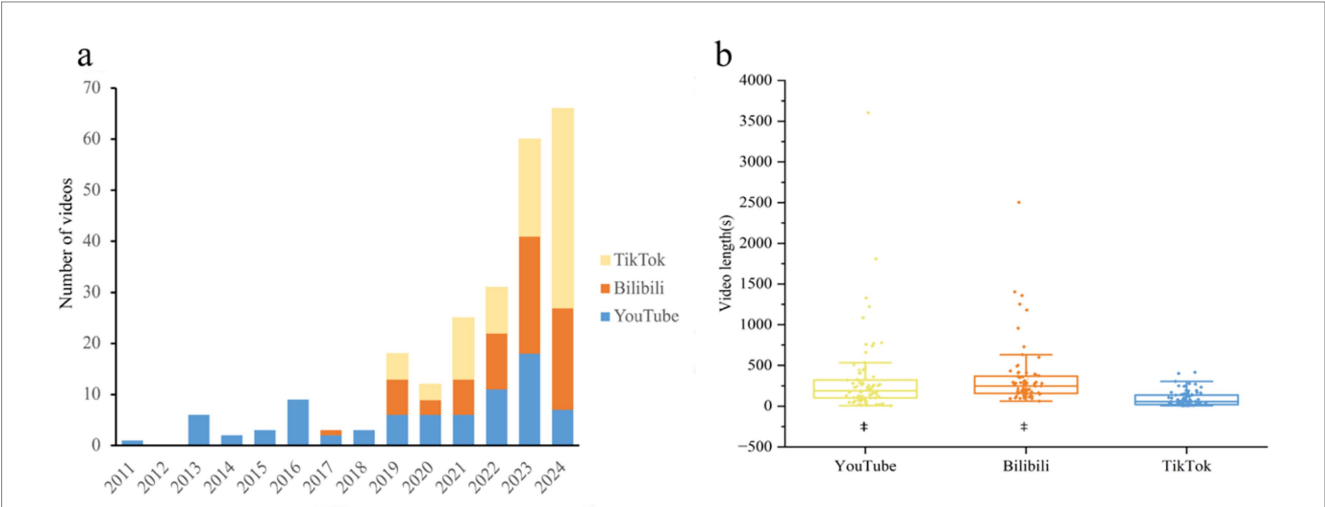 a
70
60
50
40
30
20
10
0
Number of videos
2011 2012 2013 2014 2015 2016 2017 2018 2019 2020 2021 2022 2023 2024
TikTok
Bilibili
YouTube
b
4000
3500
3000
2500
2000
1500
1000
500
0
−500
Video length(s)
‡ ‡
YouTube Bilibili TikTok